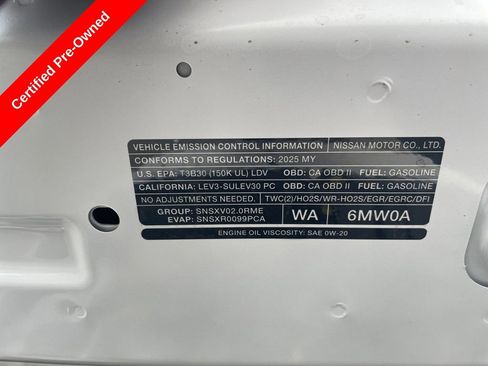 Certified Pre-Owned
VEHICLE EMISSION CONTROL INFORMATION NISSAN MOTOR CO., LTD.
CONFORMS TO REGULATIONS: 2025 MY
U.S. EPA: T3B30 (150K UL) LDV OBD: CA OBD II FUEL: GASOLINE
CALIFORNIA: LEV3-SULEV30 PC OBD: CA OBD II FUEL: GASOLINE
NO ADJUSTMENTS NEEDED. TWC(2)/HO2S/WR-HO2S/EGR/EGRC/DFI
GROUP: SNSXV02.0RME
EVAP: SNSXR0099PCA
WA 6MW0A
ENGINE OIL VISCOSITY: SAE 0W-20